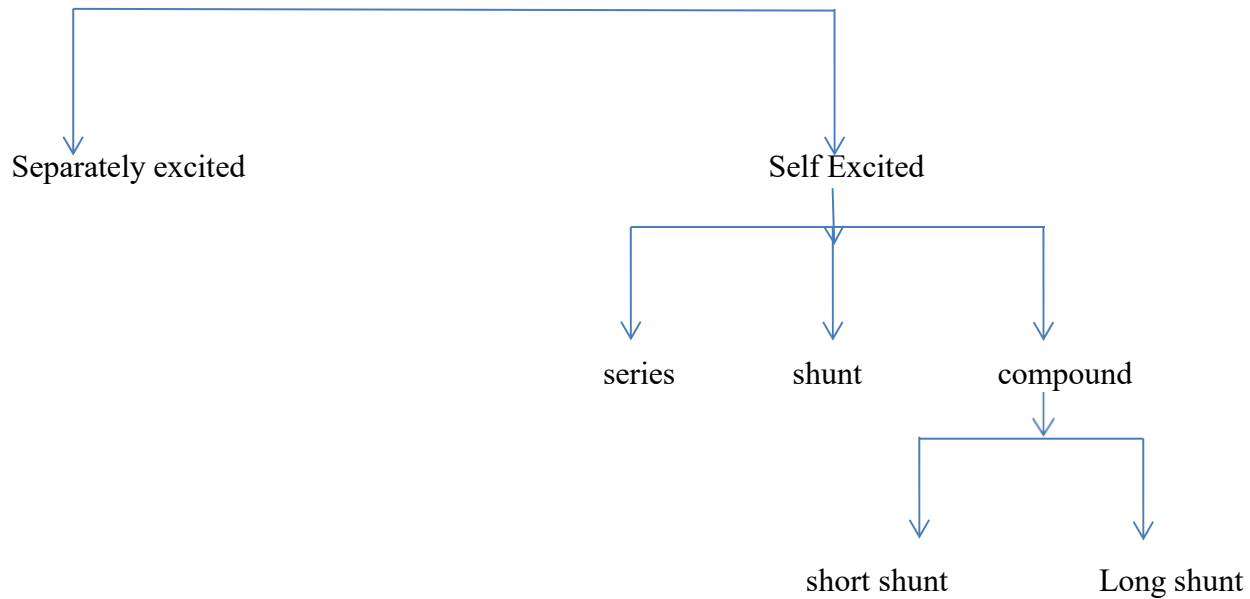 Separately excited Self Excited
series shunt compound
short shunt Long shunt